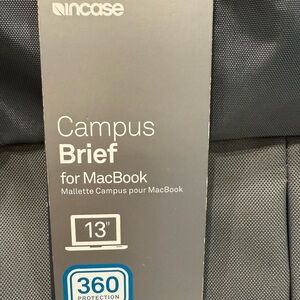 incase
Campus
Brief
for MacBook
Mallette Campus pour MacBook
13"
360
PROTECTION